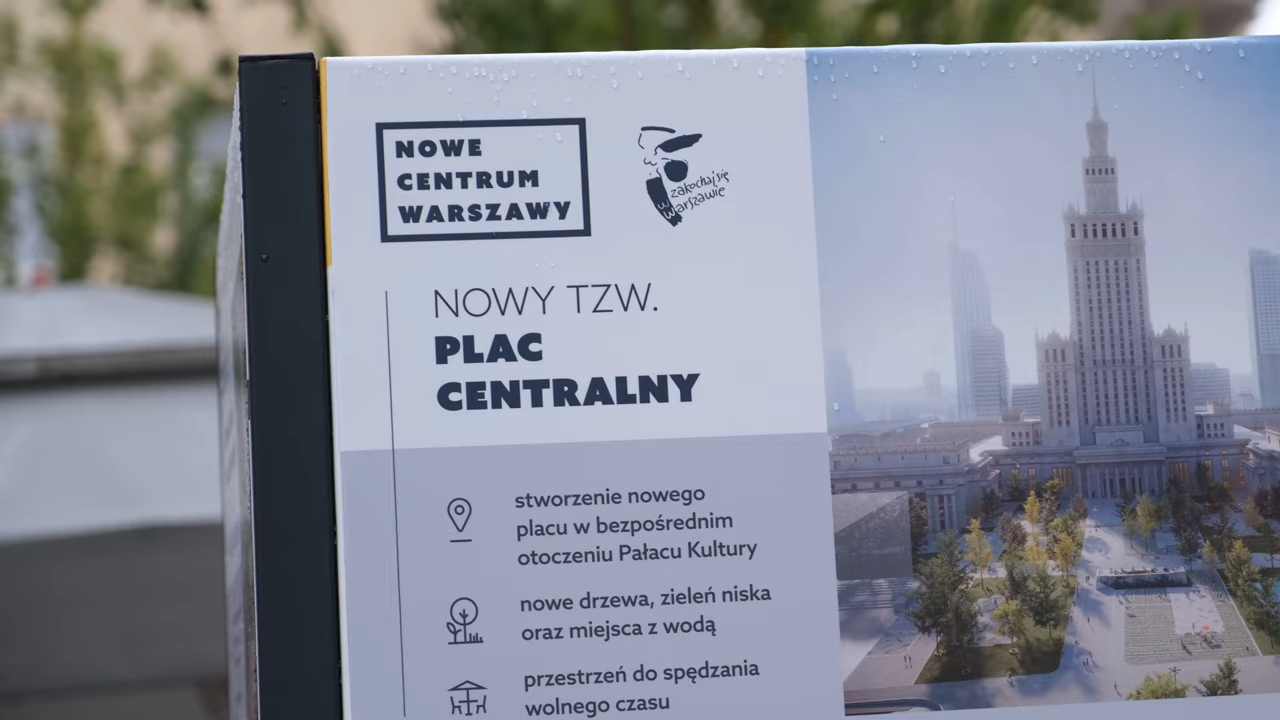 NOWE
CENTRUM
WARSZAWY
zakochaj się
w Warszawie
NOWY TZW.
PLAC
CENTRALNY
stworzenie nowego
placu w bezpośrednim
otoczeniu Pałacu Kultury
nowe drzewa, zieleń niska
oraz miejsca z wodą
przestrzeń do spędzania
wolnego czasu